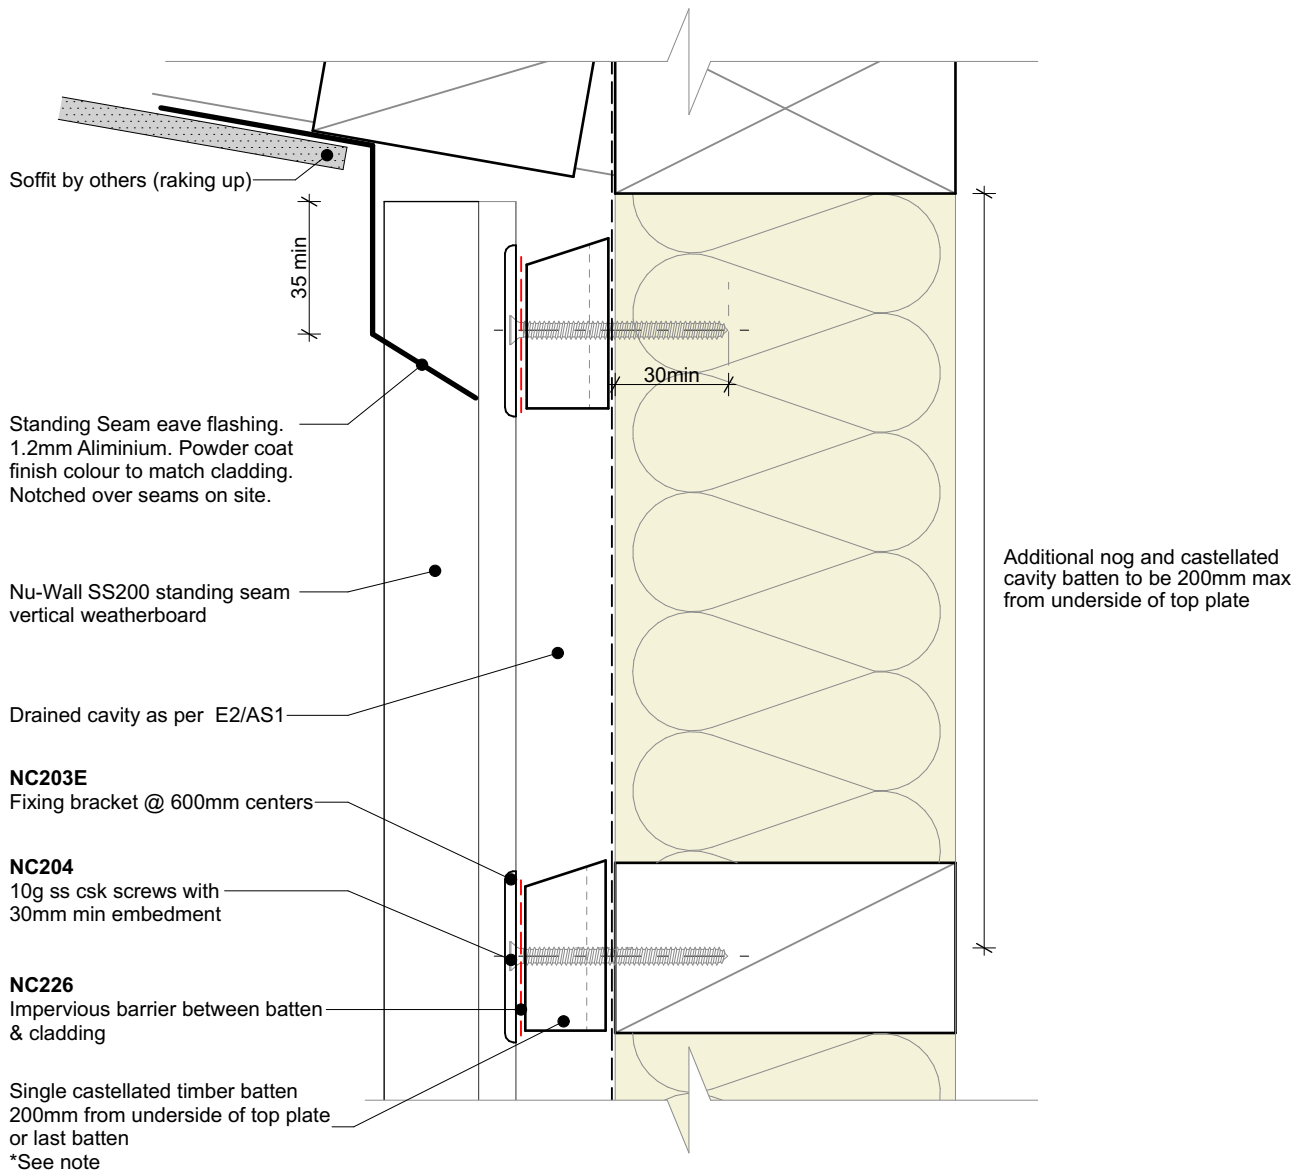 Soffit by others (raking up)
35 min
30min
Standing Seam eave flashing.
1.2mm Aliminium. Powder coat
finish colour to match cladding.
Notched over seams on site.
Additional nog and castellated
cavity batten to be 200mm max
from underside of top plate
Nu-Wall SS200 standing seam
vertical weatherboard
Drained cavity as per E2/AS1
NC203E
Fixing bracket @ 600mm centers
NC204
10g ss csk screws with
30mm min embedment
NC226
Impervious barrier between batten
& cladding
Single castellated timber batten
200mm from underside of top plate
or last batten
*See note